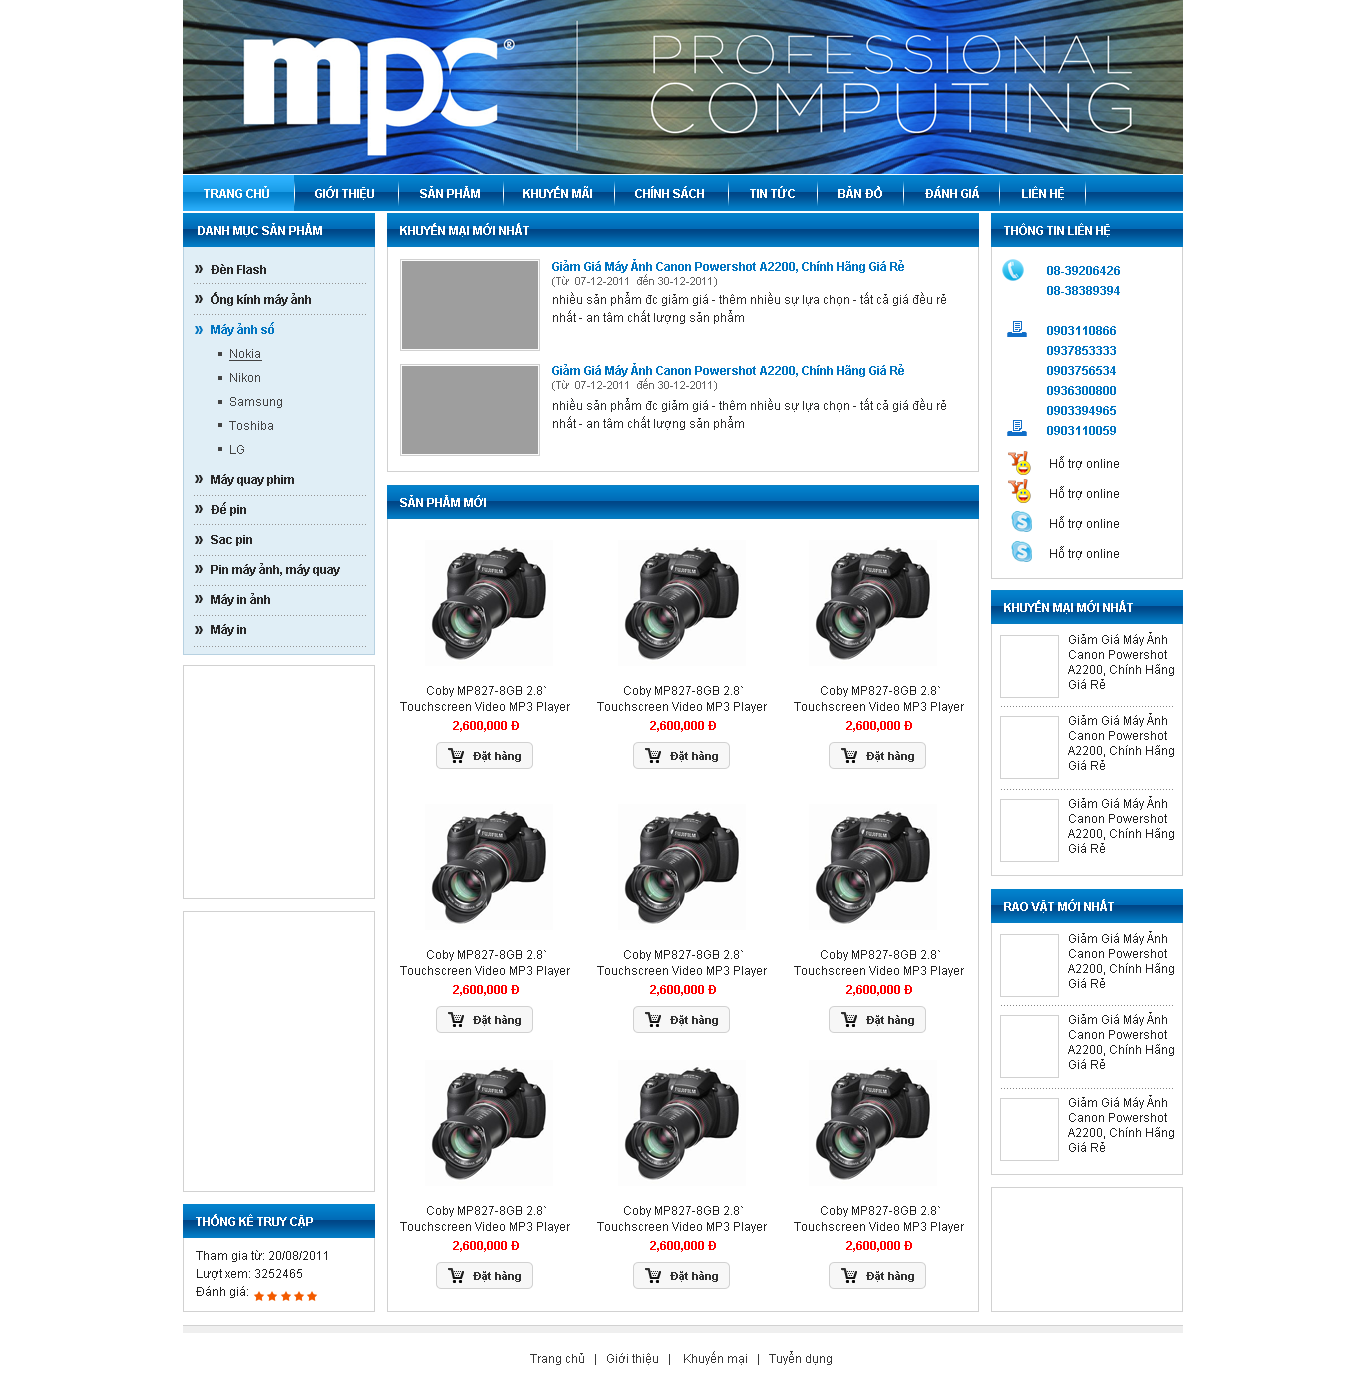 mpc®
PROFESSIONAL
COMPUTING
TRANG CHỦ
GIỚI THIỆU
SẢN PHẨM
KHUYẾN MÃI
CHÍNH SÁCH
TIN TỨC
BẢN ĐỒ
ĐÁNH GIÁ
LIÊN HỆ
DANH MỤC SẢN PHẨM
Đèn Flash
Ống kính máy ảnh
Máy ảnh số
Nokia
Nikon
Samsung
Toshiba
LG
Máy quay phim
Đế pin
Sac pin
Pin máy ảnh, máy quay
Máy in ảnh
Máy in
THỐNG KÊ TRUY CẬP
Tham gia từ: 20/08/2011
Lượt xem: 3252465
Đánh giá:
KHUYẾN MẠI MỚI NHẤT
Giảm Giá Máy Ảnh Canon Powershot A2200, Chính Hãng Giá Rẻ
(Từ 07-12-2011 đến 30-12-2011)
nhiều sản phẩm đc giảm giá - thêm nhiều sự lựa chọn - tất cả giá đều rẻ
nhất - an tâm chất lượng sản phẩm
Giảm Giá Máy Ảnh Canon Powershot A2200, Chính Hãng Giá Rẻ
(Từ 07-12-2011 đến 30-12-2011)
nhiều sản phẩm đc giảm giá - thêm nhiều sự lựa chọn - tất cả giá đều rẻ
nhất - an tâm chất lượng sản phẩm
SẢN PHẨM MỚI
Coby MP827-8GB 2.8`
Touchscreen Video MP3 Player
2,600,000 Đ
Đặt hàng
Coby MP827-8GB 2.8`
Touchscreen Video MP3 Player
2,600,000 Đ
Đặt hàng
Coby MP827-8GB 2.8`
Touchscreen Video MP3 Player
2,600,000 Đ
Đặt hàng
Coby MP827-8GB 2.8`
Touchscreen Video MP3 Player
2,600,000 Đ
Đặt hàng
Coby MP827-8GB 2.8`
Touchscreen Video MP3 Player
2,600,000 Đ
Đặt hàng
Coby MP827-8GB 2.8`
Touchscreen Video MP3 Player
2,600,000 Đ
Đặt hàng
Coby MP827-8GB 2.8`
Touchscreen Video MP3 Player
2,600,000 Đ
Đặt hàng
Coby MP827-8GB 2.8`
Touchscreen Video MP3 Player
2,600,000 Đ
Đặt hàng
Coby MP827-8GB 2.8`
Touchscreen Video MP3 Player
2,600,000 Đ
Đặt hàng
THÔNG TIN LIÊN HỆ
08-39206426
08-38389394
0903110866
0937853333
0903756534
0936300800
0903394965
0903110059
Hỗ trợ online
Hỗ trợ online
Hỗ trợ online
Hỗ trợ online
KHUYẾN MẠI MỚI NHẤT
Giảm Giá Máy Ảnh
Canon Powershot
A2200, Chính Hãng
Giá Rẻ
Giảm Giá Máy Ảnh
Canon Powershot
A2200, Chính Hãng
Giá Rẻ
Giảm Giá Máy Ảnh
Canon Powershot
A2200, Chính Hãng
Giá Rẻ
RAO VẶT MỚI NHẤT
Giảm Giá Máy Ảnh
Canon Powershot
A2200, Chính Hãng
Giá Rẻ
Giảm Giá Máy Ảnh
Canon Powershot
A2200, Chính Hãng
Giá Rẻ
Giảm Giá Máy Ảnh
Canon Powershot
A2200, Chính Hãng
Giá Rẻ
Trang chủ | Giới thiệu | Khuyến mại | Tuyển dụng